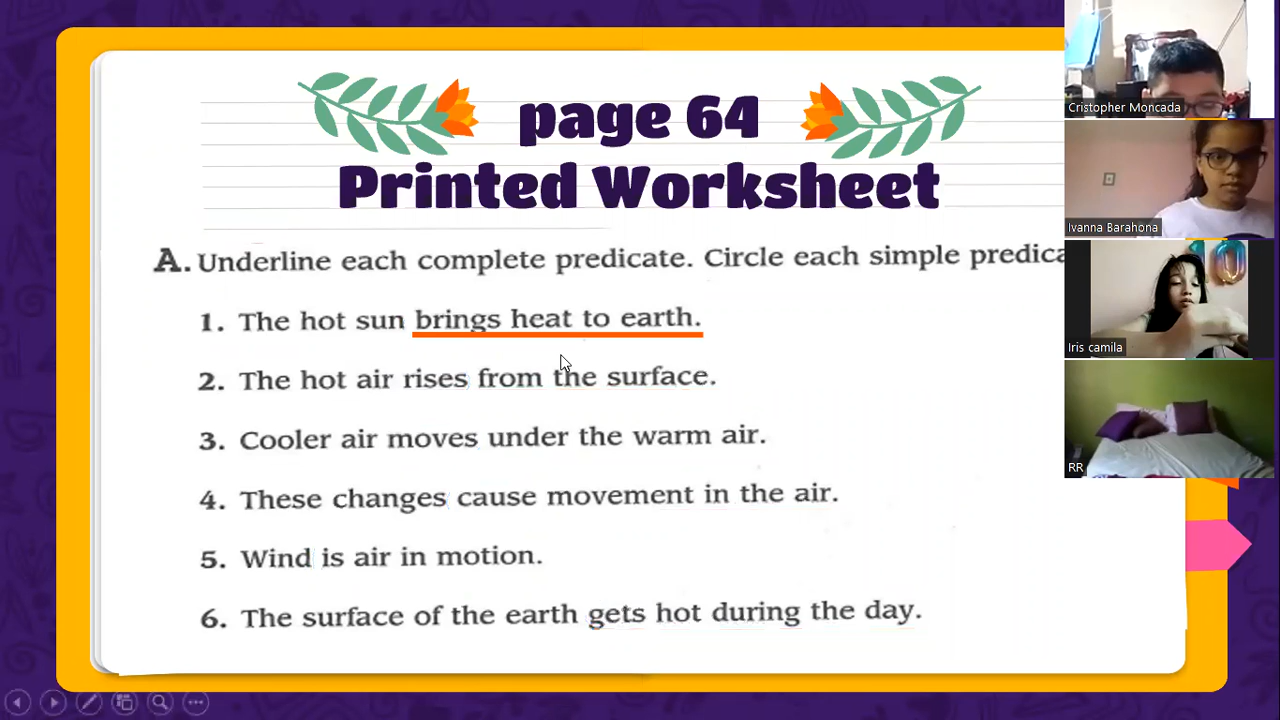 page 64
Printed Worksheet
A. Underline each complete predicate. Circle each simple predica
1. The hot sun brings heat to earth.
2. The hot air rises from the surface.
3. Cooler air moves under the warm air.
4. These changes cause movement in the air.
5. Wind is air in motion.
6. The surface of the earth gets hot during the day.
Cristopher Moncada
Ivanna Barahona
Iris camila
RR